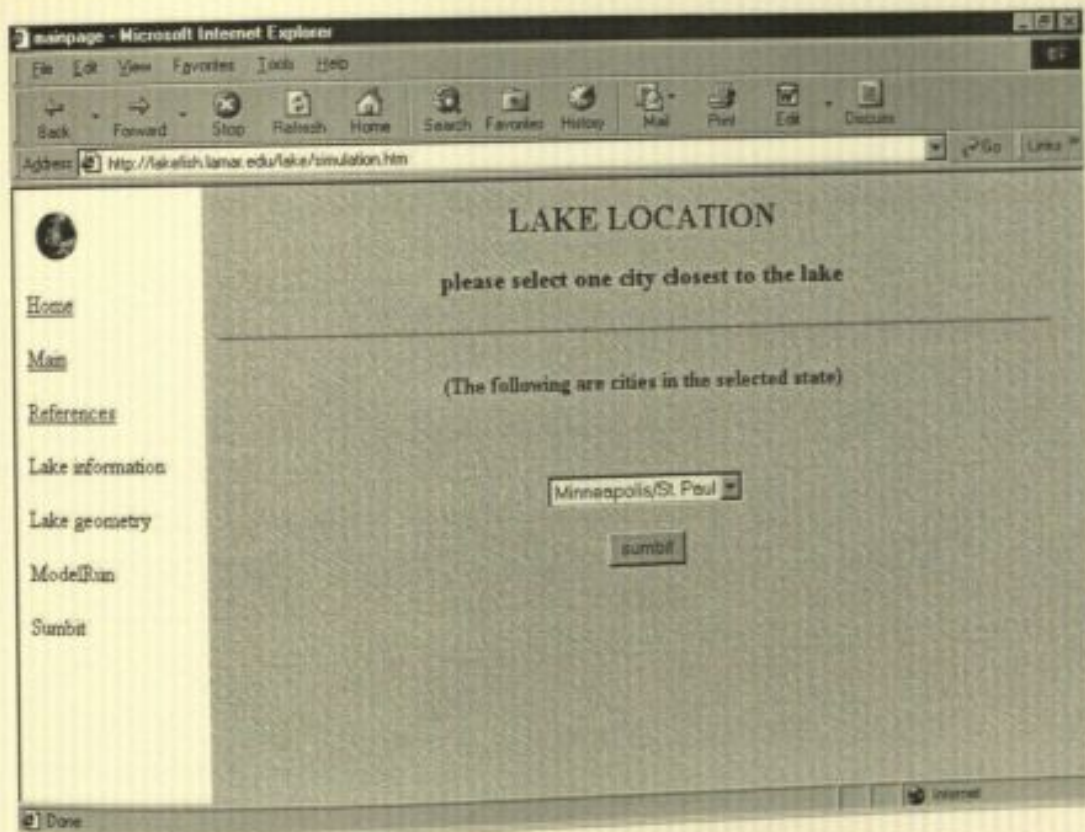 mainpage - Microsoft Internet Explorer
File Edit View Favorites Tools Help
Back Forward Stop Refresh Home Search Favorites History Mail Print Edit Discuss
Address http://lakefish.lamar.edu/lake/simulation.htm Go Links
LAKE LOCATION
please select one city closest to the lake
(The following are cities in the selected state)
Minneapolis/St. Paul
sumbit
Home
Main
References
Lake information
Lake geometry
ModelRun
Sumbit
Done Internet